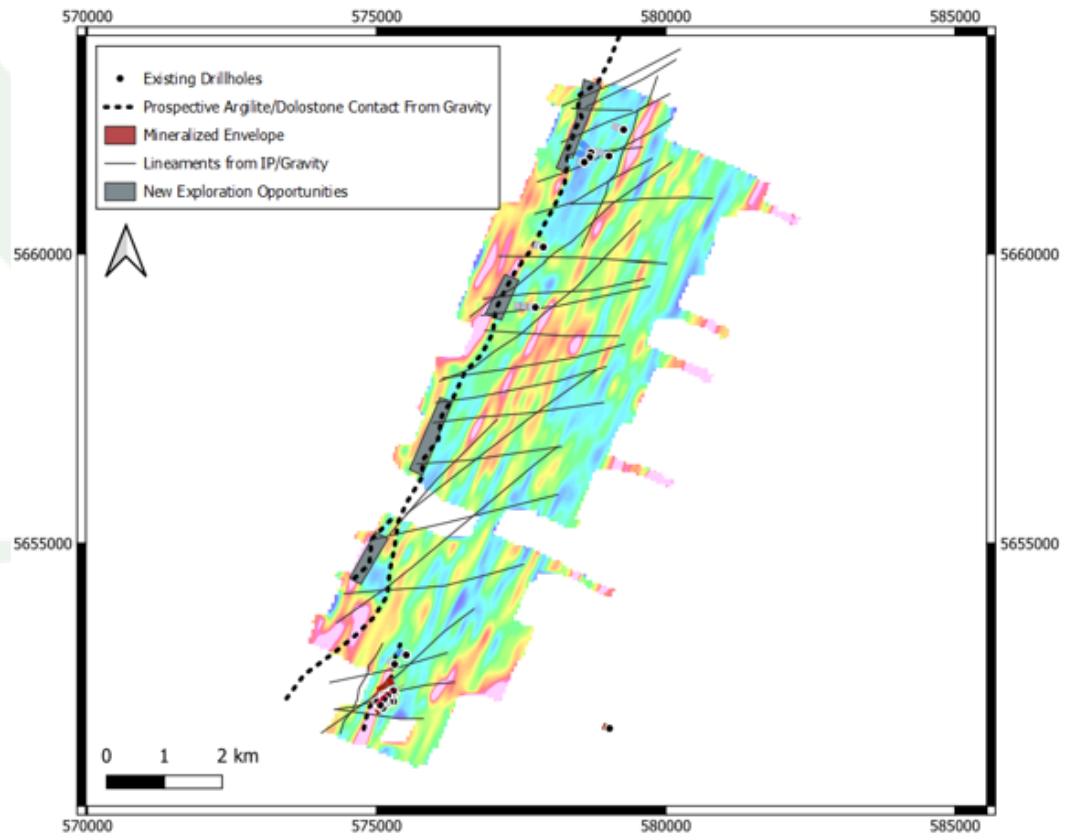 570000 575000 580000 585000
Existing Drillholes
Prospective Argilite/Dolostone Contact From Gravity
Mineralized Envelope
Lineaments from IP/Gravity
New Exploration Opportunities
5660000 5660000
5655000 5655000
0 1 2 km
570000 575000 580000 585000